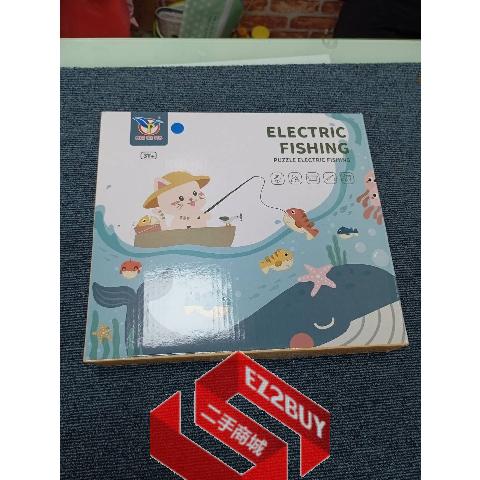 ELECTRIC
FISHING
PUZZLE ELECTRIC FISHING
3Y+
EZ2BUY
二手商城